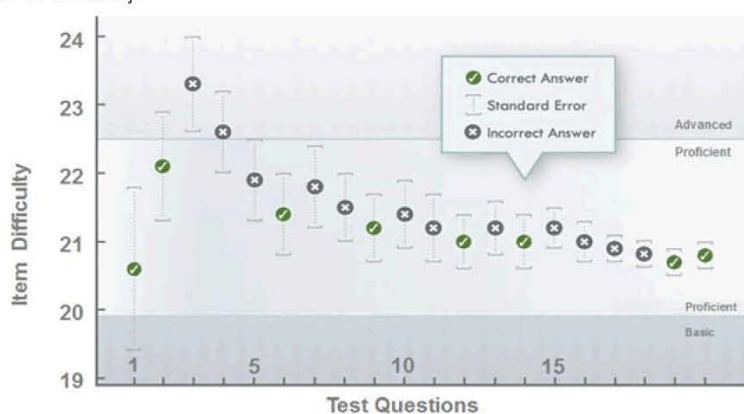 24
23
22
21
20
19
Item Difficulty
Correct Answer
Standard Error
Incorrect Answer
Advanced
Proficient
Proficient
Basic
1 5 10 15
Test Questions